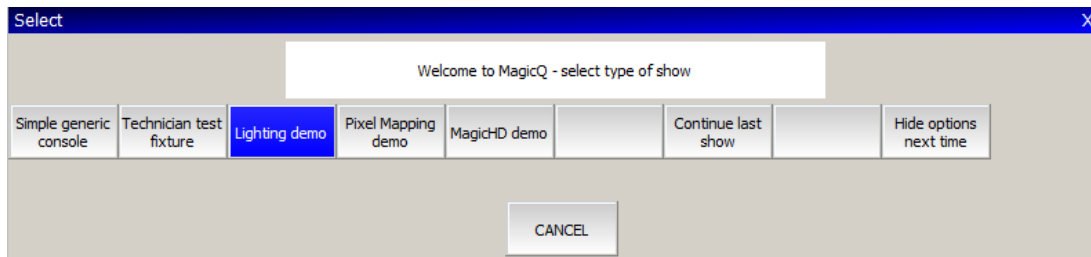 Select X
Welcome to MagicQ - select type of show
Simple generic console
Technician test fixture
Lighting demo
Pixel Mapping demo
MagicHD demo
Continue last show
Hide options next time
CANCEL